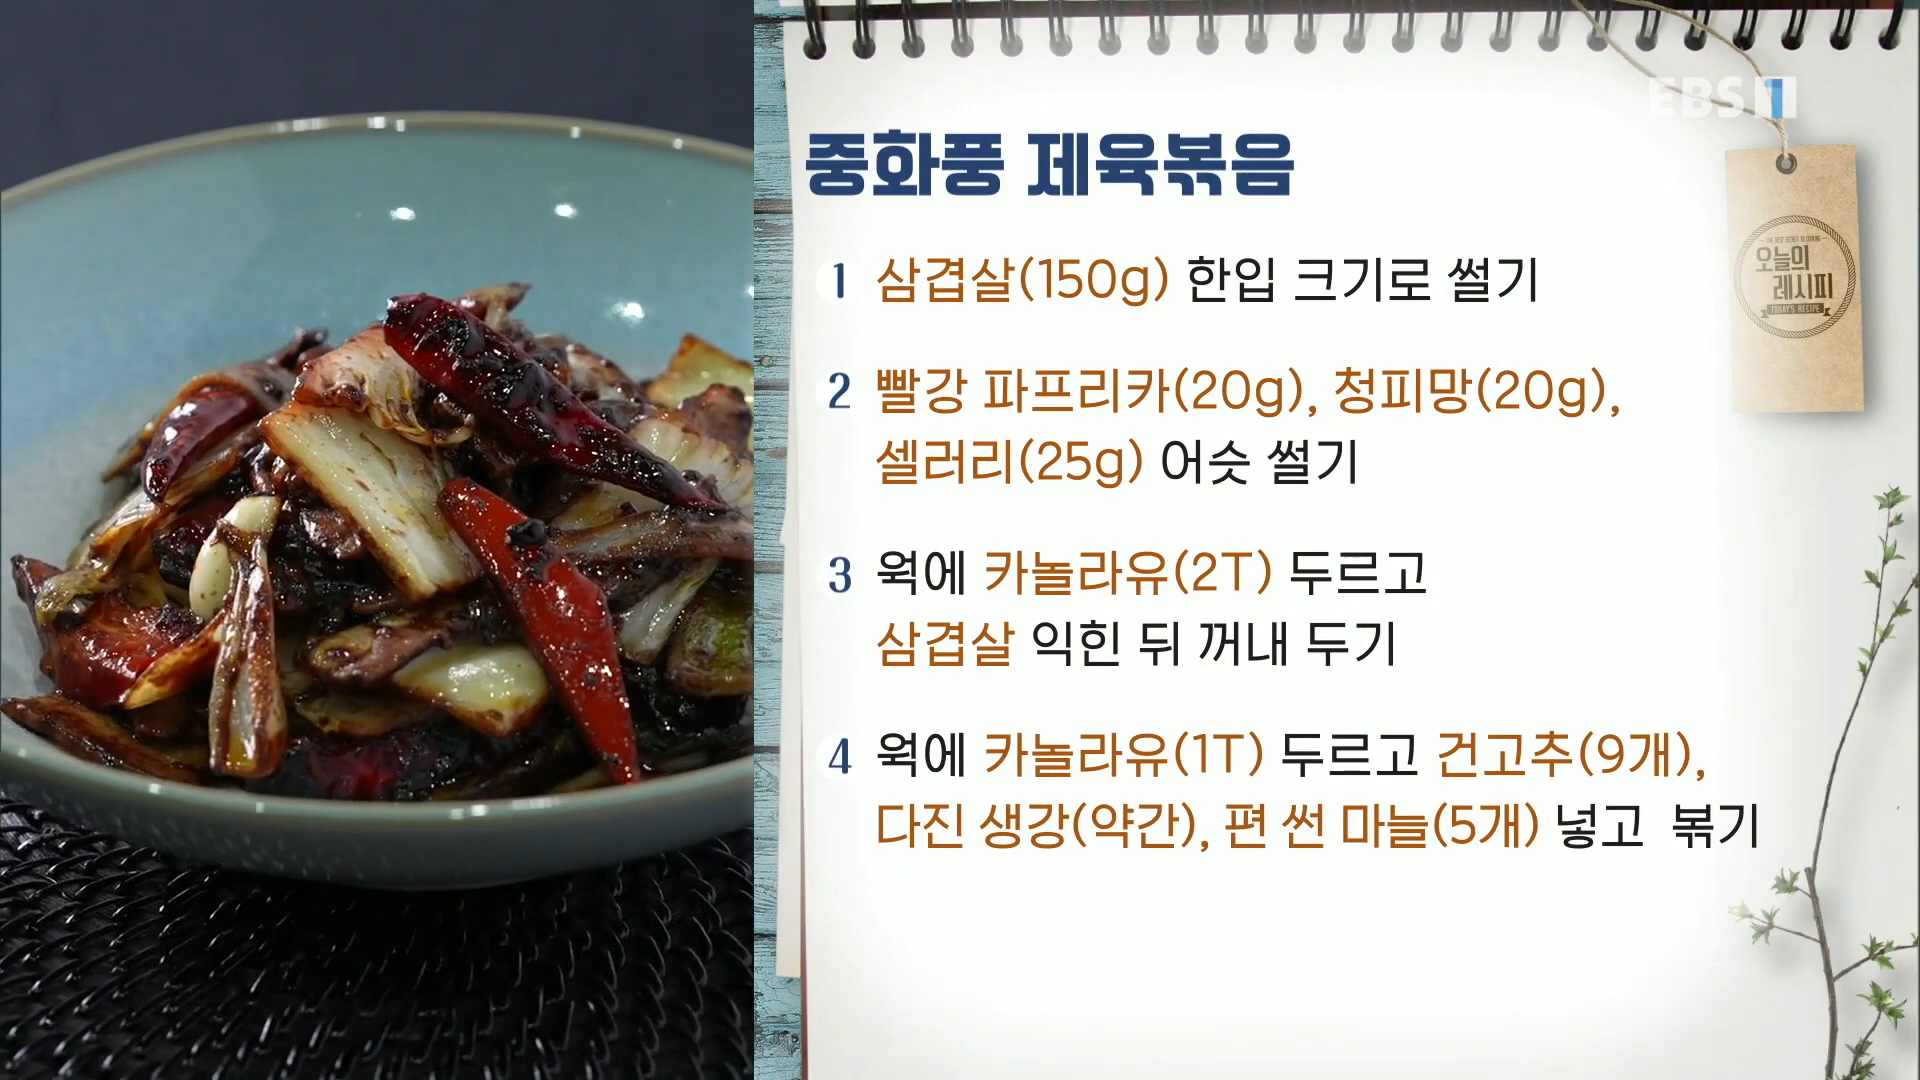 EBS 1
중화풍 제육볶음
1 삼겹살(150g) 한입 크기로 썰기
2 빨강 파프리카(20g), 청피망(20g),
셀러리(25g) 어슷 썰기
3 웍에 카놀라유(2T) 두르고
삼겹살 익힌 뒤 꺼내 두기
4 웍에 카놀라유(1T) 두르고 건고추(9개),
다진 생강(약간), 편 썬 마늘(5개) 넣고 볶기
오늘의
레시피
TODAY'S RECIPE